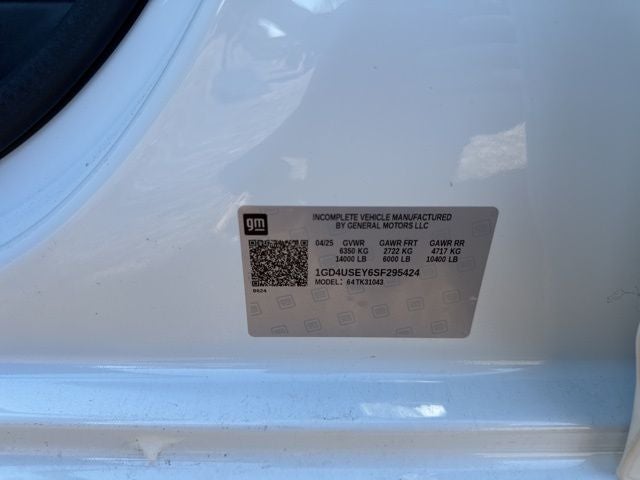 gm
INCOMPLETE VEHICLE MANUFACTURED
BY GENERAL MOTORS LLC
04/25 GVWR GAWR FRT GAWR RR
6350 KG 2722 KG 4717 KG
14000 LB 6000 LB 10400 LB
1GD4USEY6SF295424
MODEL: 64TK31043